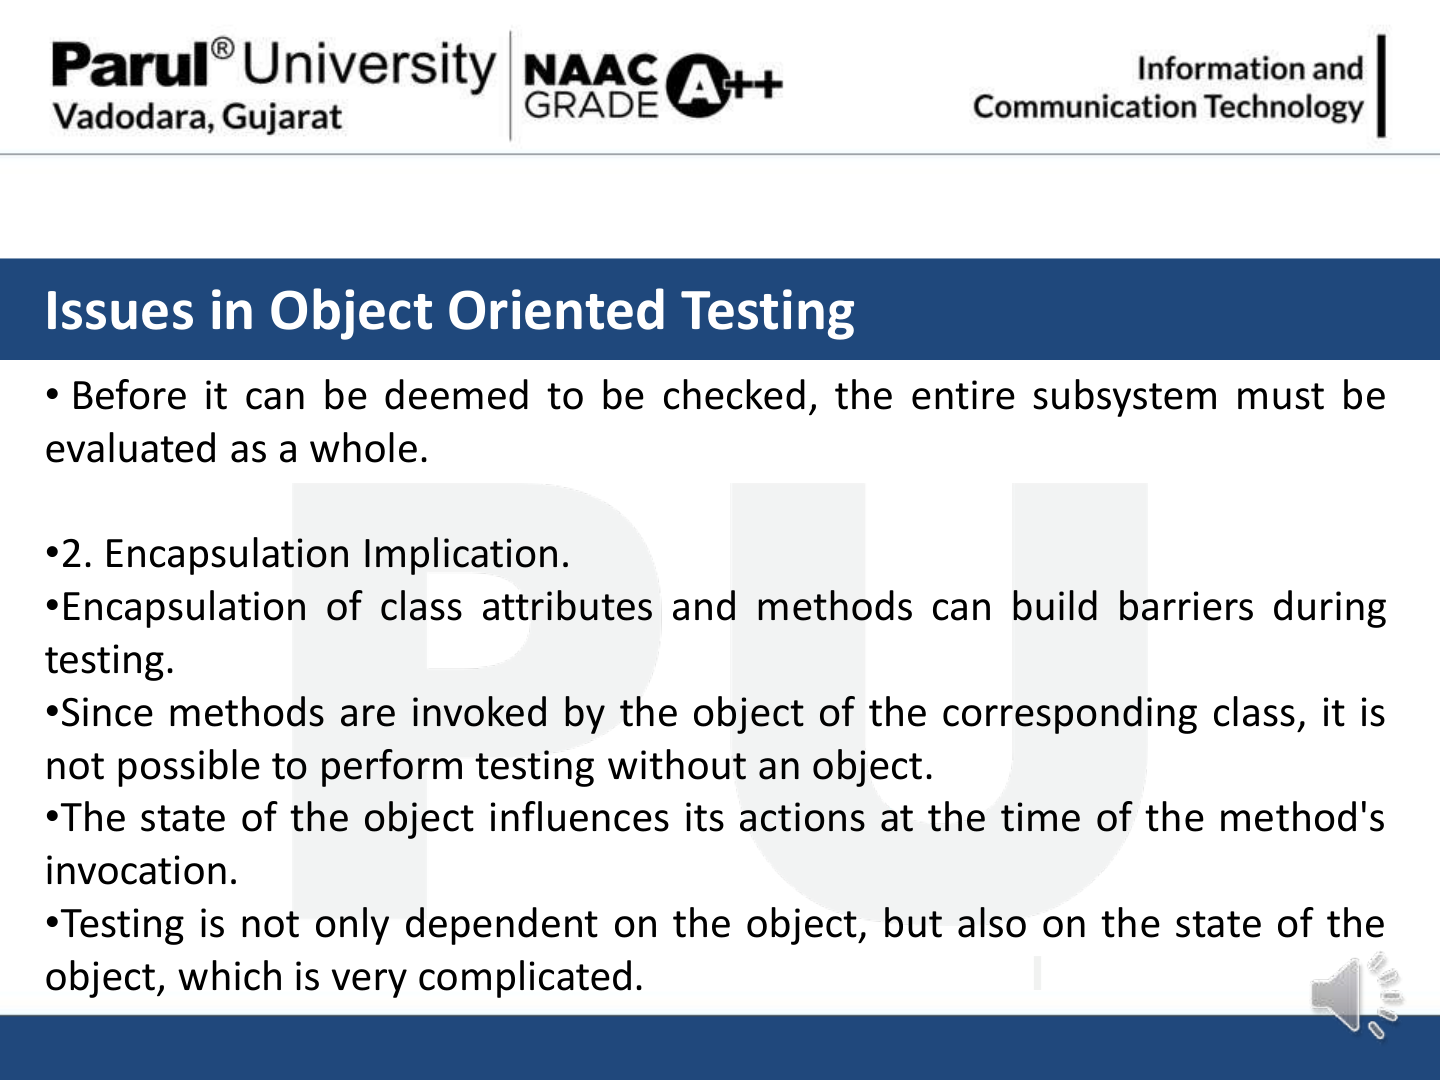 Parul® University
Vadodara, Gujarat
NAAC
GRADE A++
Information and
Communication Technology
Issues in Object Oriented Testing
• Before it can be deemed to be checked, the entire subsystem must be
evaluated as a whole.
•2. Encapsulation Implication.
•Encapsulation of class attributes and methods can build barriers during
testing.
•Since methods are invoked by the object of the corresponding class, it is
not possible to perform testing without an object.
•The state of the object influences its actions at the time of the method's
invocation.
•Testing is not only dependent on the object, but also on the state of the
object, which is very complicated.
PU